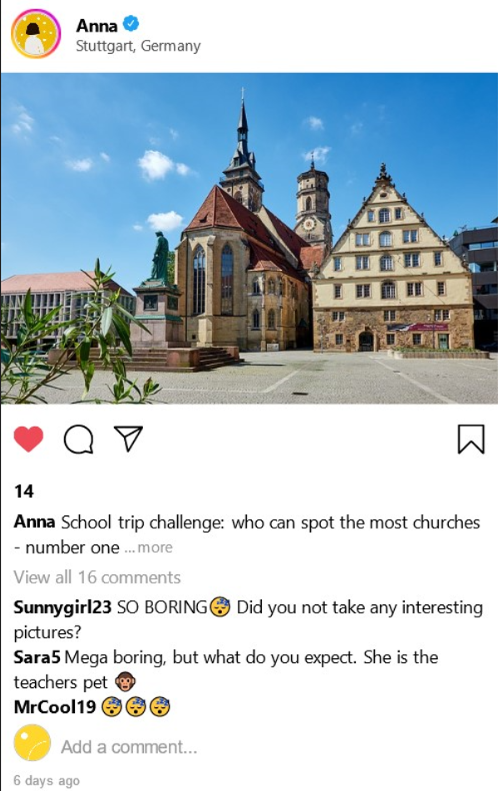 Anna
Stuttgart, Germany
14
Anna School trip challenge: who can spot the most churches
- number one ...more
View all 16 comments
Sunnygirl23 SO BORING😴 Did you not take any interesting
pictures?
Sara5 Mega boring, but what do you expect. She is the
teachers pet 🐵
MrCool19 😴😴😴
Add a comment...
6 days ago